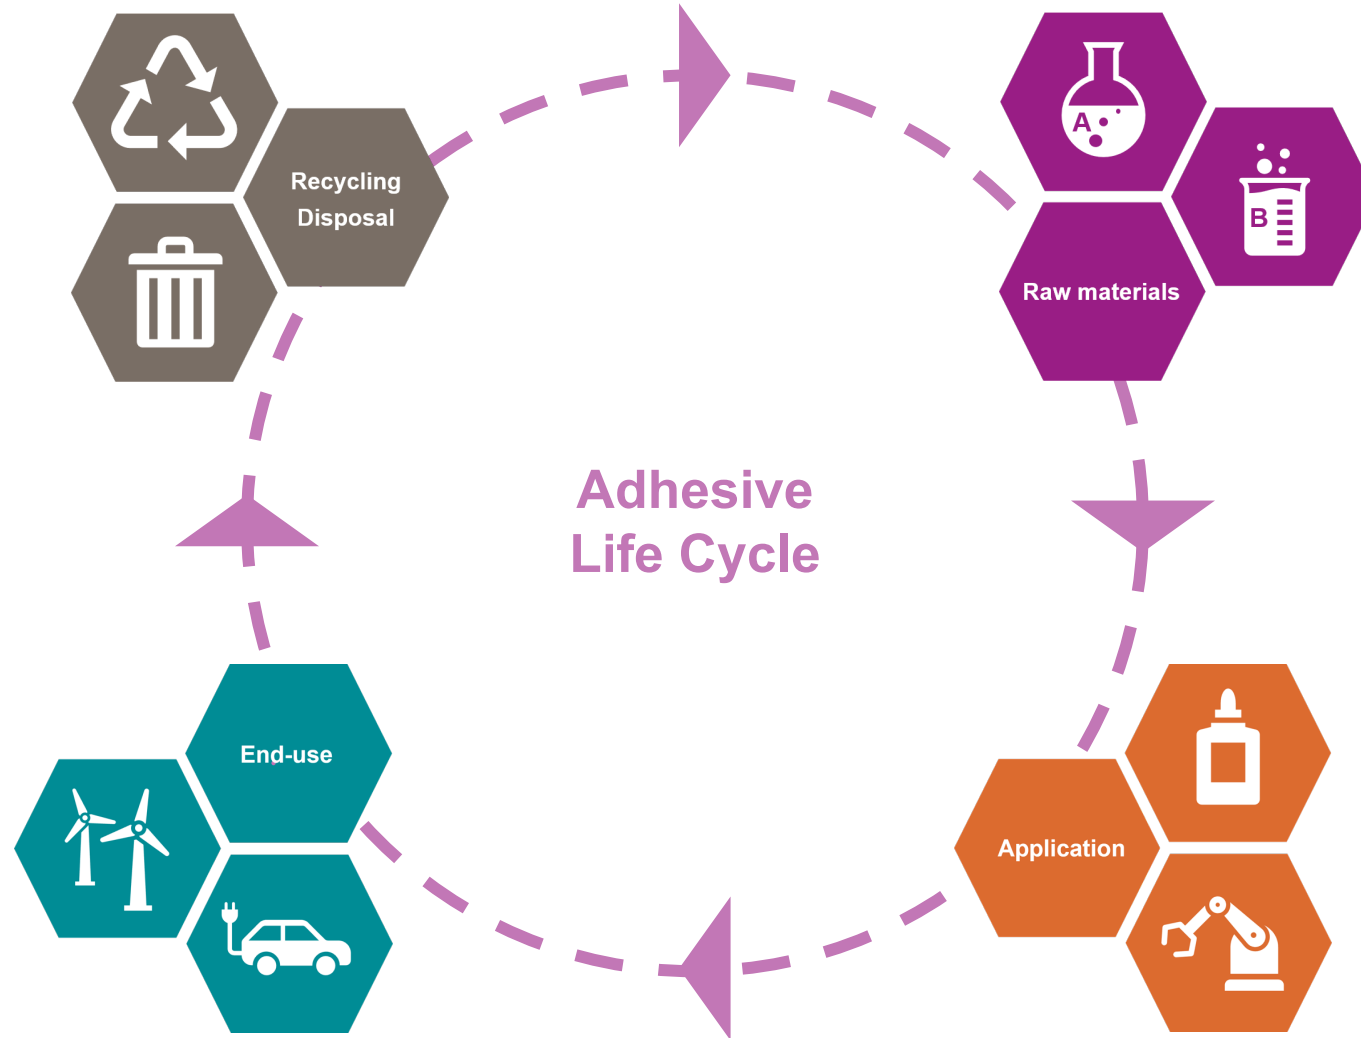 Recycling
Disposal
A
B
Raw materials
Adhesive
Life Cycle
End-use
Application